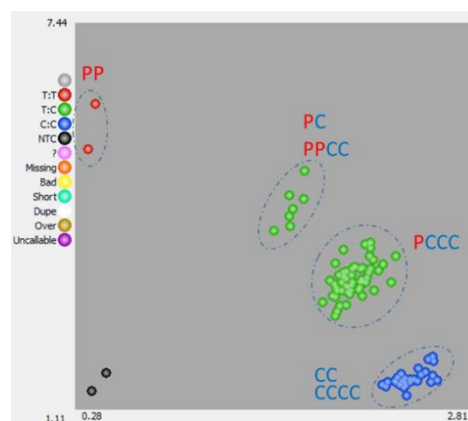 7.44
PP
T:T
T:C
C:C
NTC
?
Missing
Bad
Short
Dupe
Over
Uncallable
PC
PPCC
PCCC
CC
CCCC
1.11
0.28
2.81